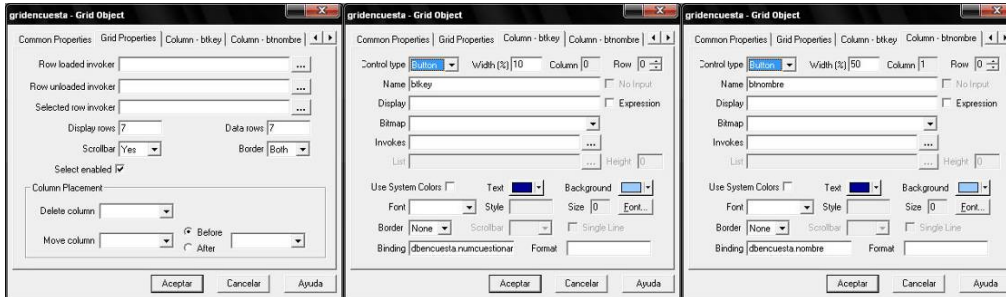 gridencuesta - Grid Object
Common Properties Grid Properties Column - btkey Column - btnombre
Row loaded invoker ...
Row unloaded invoker ...
Selected row invoker ...
Display rows 7 Data rows 7
Scrollbar Yes Border Both
Select enabled
Column Placement
Delete column
Move column Before
After
Aceptar Cancelar Ayuda
gridencuesta - Grid Object
Common Properties Grid Properties Column - btkey Column - btnombre
Control type Button Width (%) 10 Column 0 Row 0
Name btkey No Input
Display Expression
Bitmap
Invokes ...
List ... Height 0
Use System Colors Text Background
Font Style Size 0 Font...
Border None Scrollbar Single Line
Binding dbencuesta.numcuestionar Format
Aceptar Cancelar Ayuda
gridencuesta - Grid Object
Common Properties Grid Properties Column - btkey Column - btnombre
Control type Button Width (%) 50 Column 1 Row 0
Name btnombre No Input
Display Expression
Bitmap
Invokes ...
List ... Height 0
Use System Colors Text Background
Font Style Size 0 Font...
Border None Scrollbar Single Line
Binding dbencuesta.nombre Format
Aceptar Cancelar Ayuda